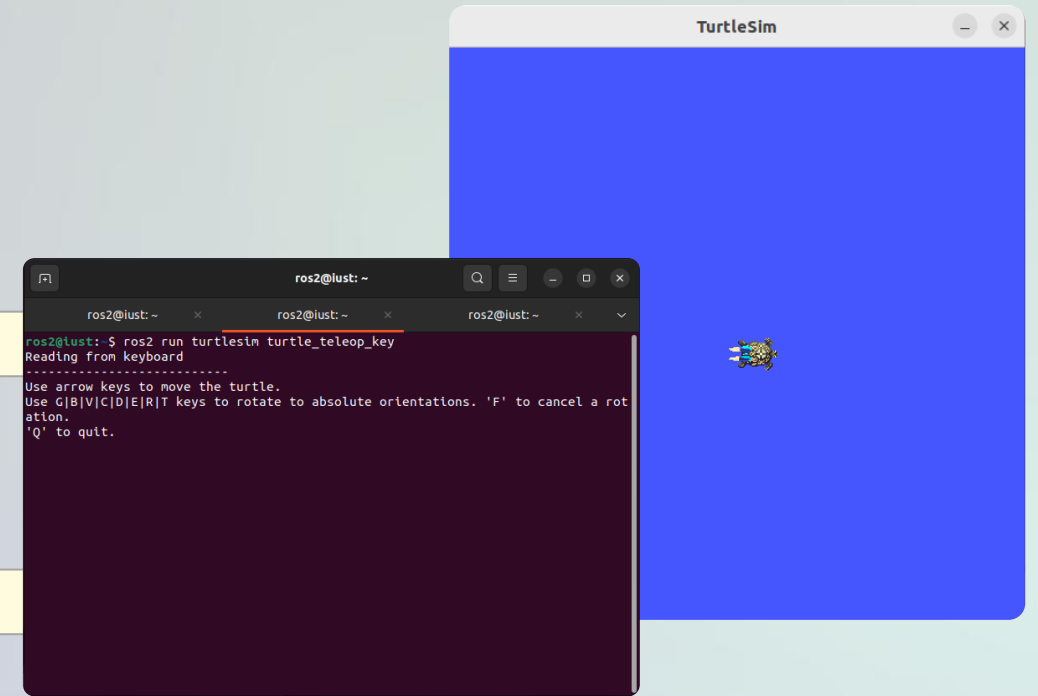 TurtleSim
ros2@iust: ~
ros2@iust: ~ ros2@iust: ~ ros2@iust: ~
ros2@iust:~$ ros2 run turtlesim turtle_teleop_key
Reading from keyboard
---------------------------
Use arrow keys to move the turtle.
Use G|B|V|C|D|E|R|T keys to rotate to absolute orientations. 'F' to cancel a rot
ation.
'Q' to quit.